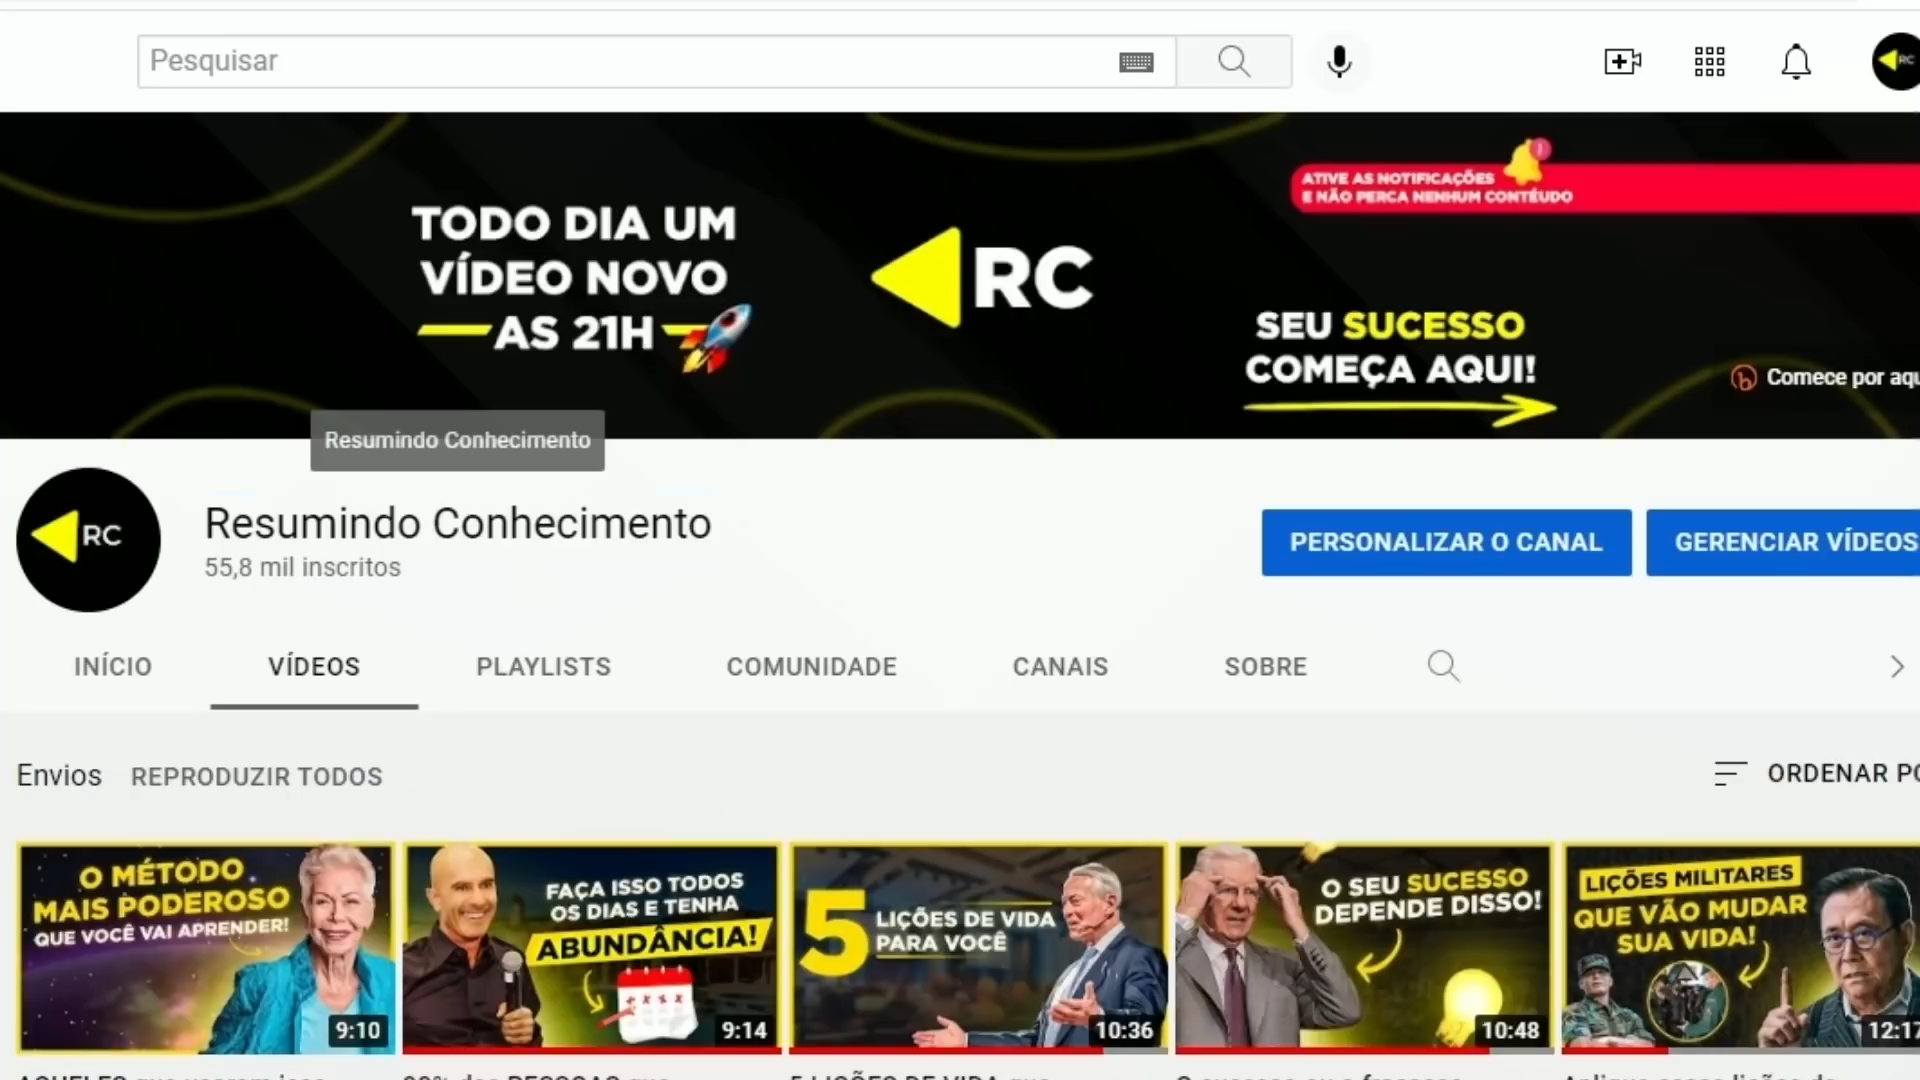 Pesquisar
RC
TODO DIA UM
VÍDEO NOVO
AS 21H
RC
ATIVE AS NOTIFICAÇÕES
E NÃO PERCA NENHUM CONTÉUDO
SEU SUCESSO
COMEÇA AQUI!
Comece por aqu
Resumindo Conhecimento
RC
Resumindo Conhecimento
55,8 mil inscritos
PERSONALIZAR O CANAL
GERENCIAR VÍDEOS
INÍCIO
VÍDEOS
PLAYLISTS
COMUNIDADE
CANAIS
SOBRE
Envios
REPRODUZIR TODOS
ORDENAR PO
O MÉTODO
MAIS PODEROSO
QUE VOCÊ VAI APRENDER!
9:10
FAÇA ISSO TODOS
OS DIAS E TENHA
ABUNDÂNCIA!
9:14
5 LIÇÕES DE VIDA
PARA VOCÊ
10:36
O SEU SUCESSO
DEPENDE DISSO!
10:48
LIÇÕES MILITARES
QUE VÃO MUDAR
SUA VIDA!
12:17